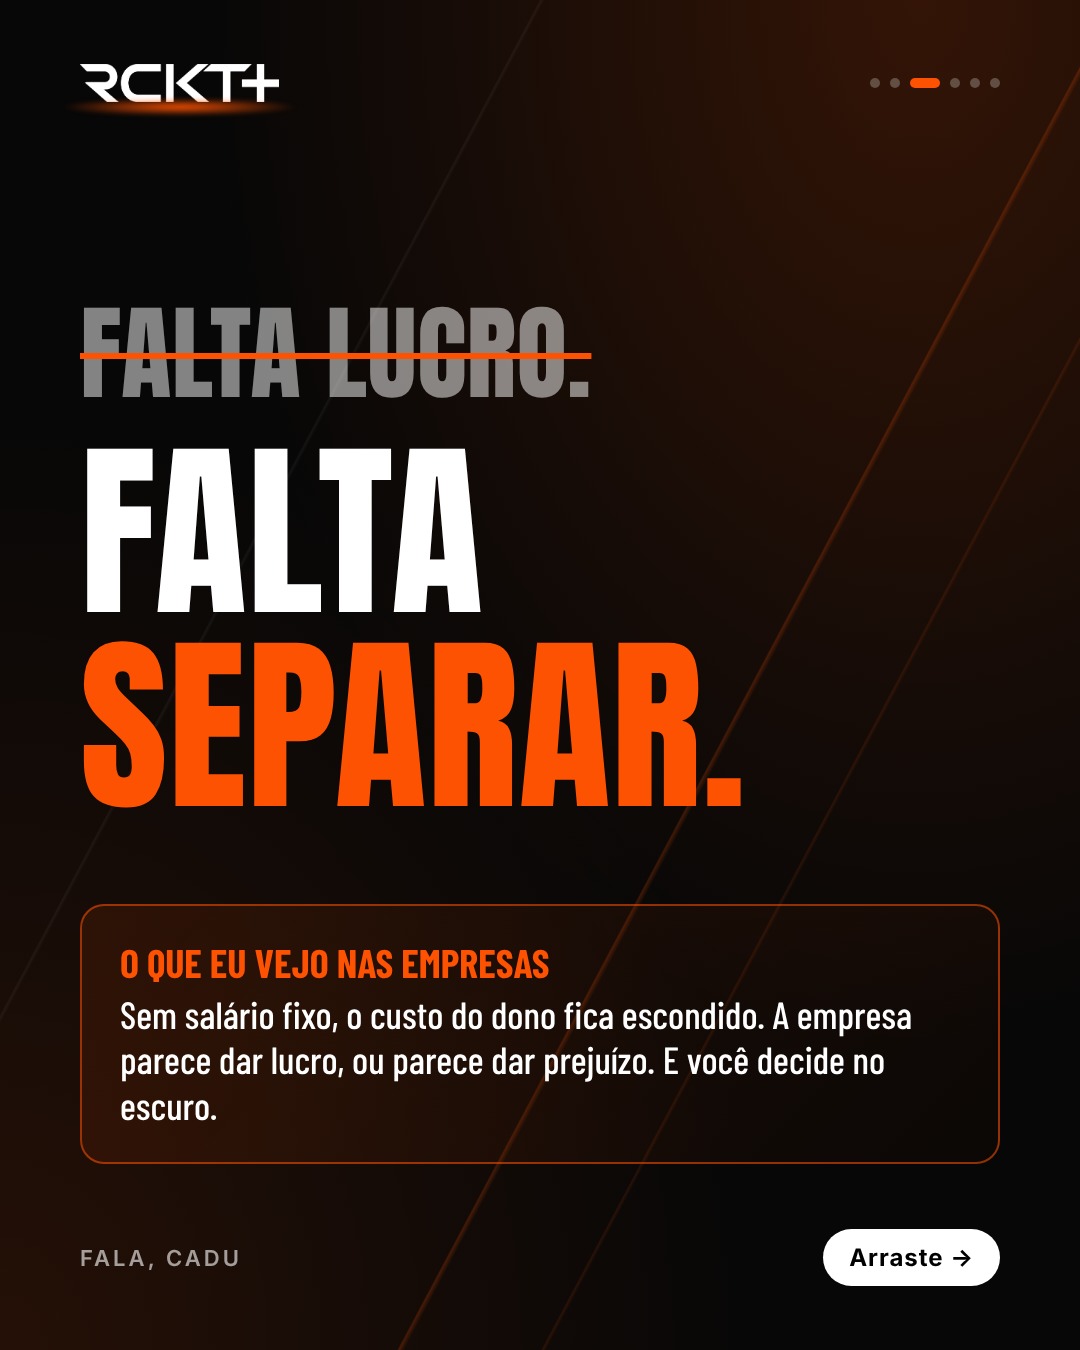 RCKT+
FALTA LUCRO.
FALTA
SEPARAR.
O QUE EU VEJO NAS EMPRESAS
Sem salário fixo, o custo do dono fica escondido. A empresa
parece dar lucro, ou parece dar prejuízo. E você decide no
escuro.
FALA, CADU
Arraste →